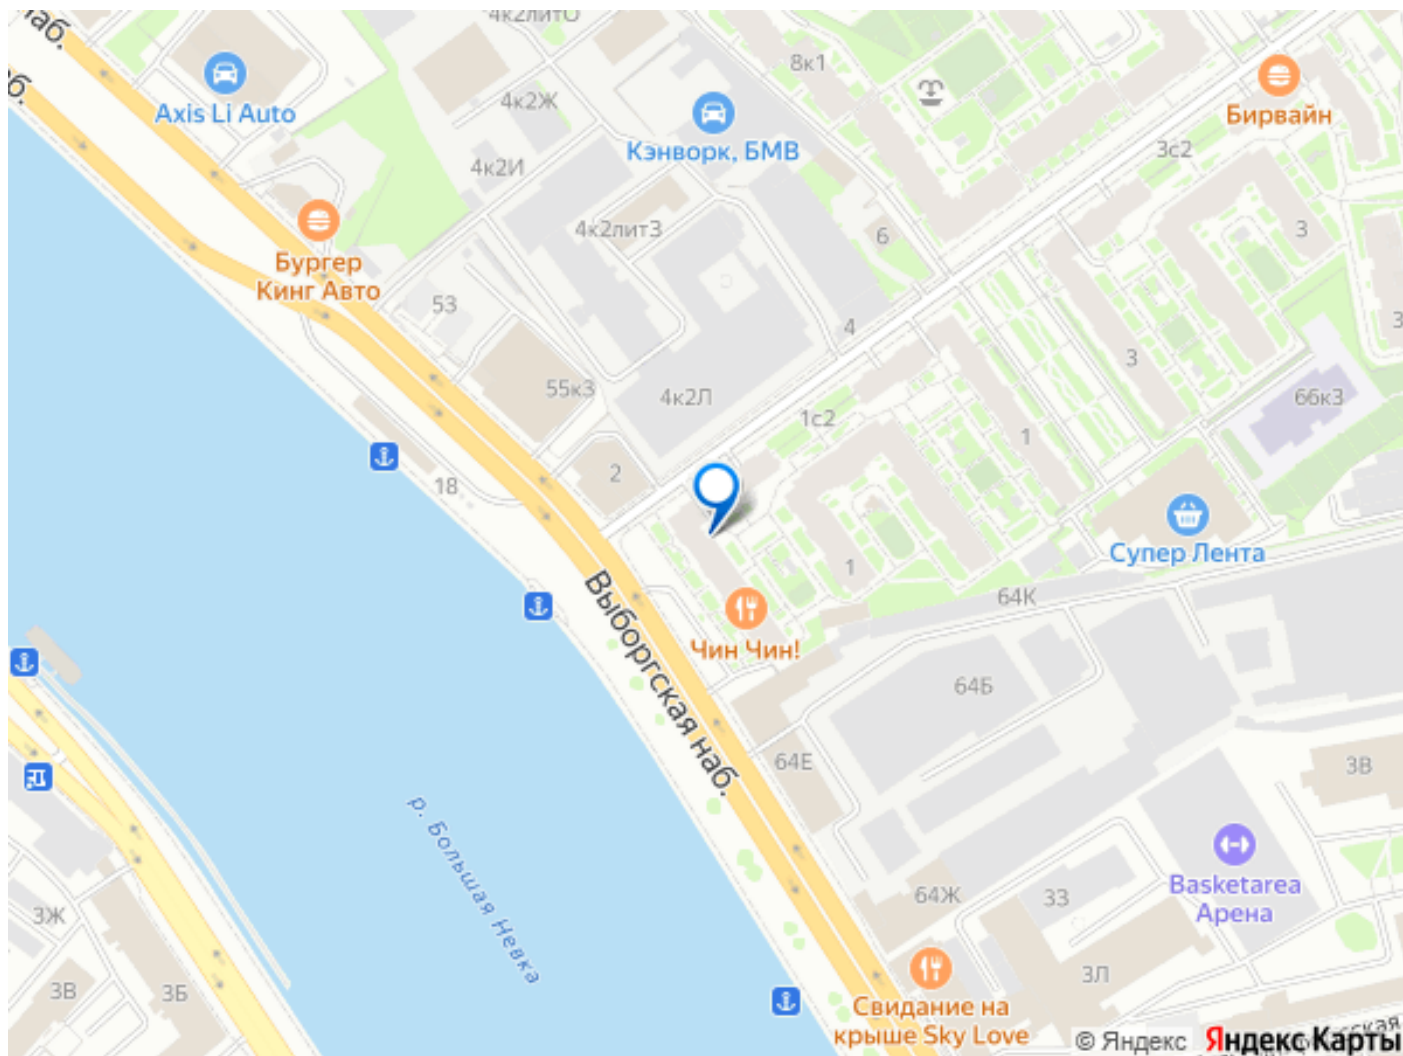 наб.
4к2литО
8к1
Axis Li Auto
4к2Ж
Кэнворк, БМВ
Бирвайн
3с2
4к2И
4к2лит3
6
3
Бургер
Кинг Авто
53
4
3
3
55к3
4к2Л
66к3
1с2
1
2
18
Супер Лента
1
64К
Выборгская наб.
Чин Чин!
64Б
64Е
3В
р. Большая Невка
Basketarea
Арена
64Ж
33
3Ж
3В
3Б
3Л
Свидание на
крыше Sky Love
© Яндекс Яндекс Карты